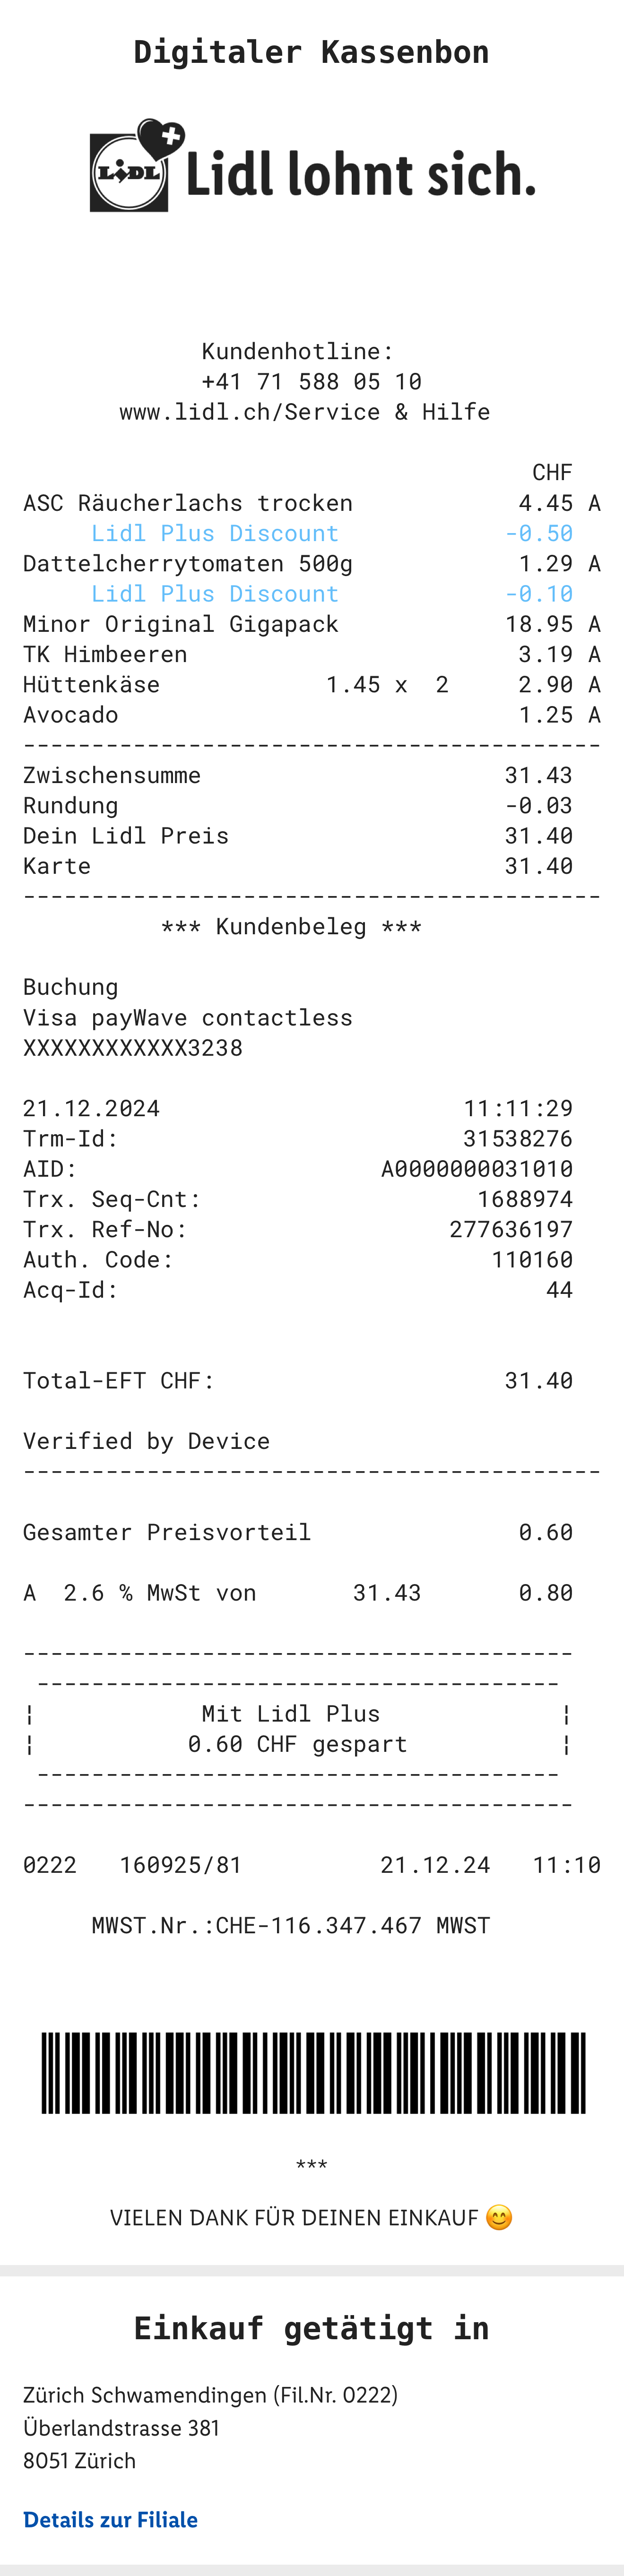 Digitaler Kassenbon
LIDL Lidl lohnt sich.
Kundenhotline:
+41 71 588 05 10
www.lidl.ch/Service & Hilfe
CHF
ASC Räucherlachs trocken 4.45 A
Lidl Plus Discount -0.50
Dattelcherrytomaten 500g 1.29 A
Lidl Plus Discount -0.10
Minor Original Gigapack 18.95 A
TK Himbeeren 3.19 A
Hüttenkäse 1.45 x 2 2.90 A
Avocado 1.25 A
------------------------------------------
Zwischensumme 31.43
Rundung -0.03
Dein Lidl Preis 31.40
Karte 31.40
------------------------------------------
*** Kundenbeleg ***
Buchung
Visa payWave contactless
XXXXXXXXXXXX3238
21.12.2024 11:11:29
Trm-Id: 31538276
AID: A0000000031010
Trx. Seq-Cnt: 1688974
Trx. Ref-No: 277636197
Auth. Code: 110160
Acq-Id: 44
Total-EFT CHF: 31.40
Verified by Device
------------------------------------------
Gesamter Preisvorteil 0.60
A 2.6 % MwSt von 31.43 0.80
----------------------------------------
--------------------------------------
¦ Mit Lidl Plus ¦
¦ 0.60 CHF gespart ¦
--------------------------------------
----------------------------------------
0222 160925/81 21.12.24 11:10
MWST.Nr.:CHE-116.347.467 MWST
***
VIELEN DANK FÜR DEINEN EINKAUF 😊
Einkauf getätigt in
Zürich Schwamendingen (Fil.Nr. 0222)
Überlandstrasse 381
8051 Zürich
Details zur Filiale